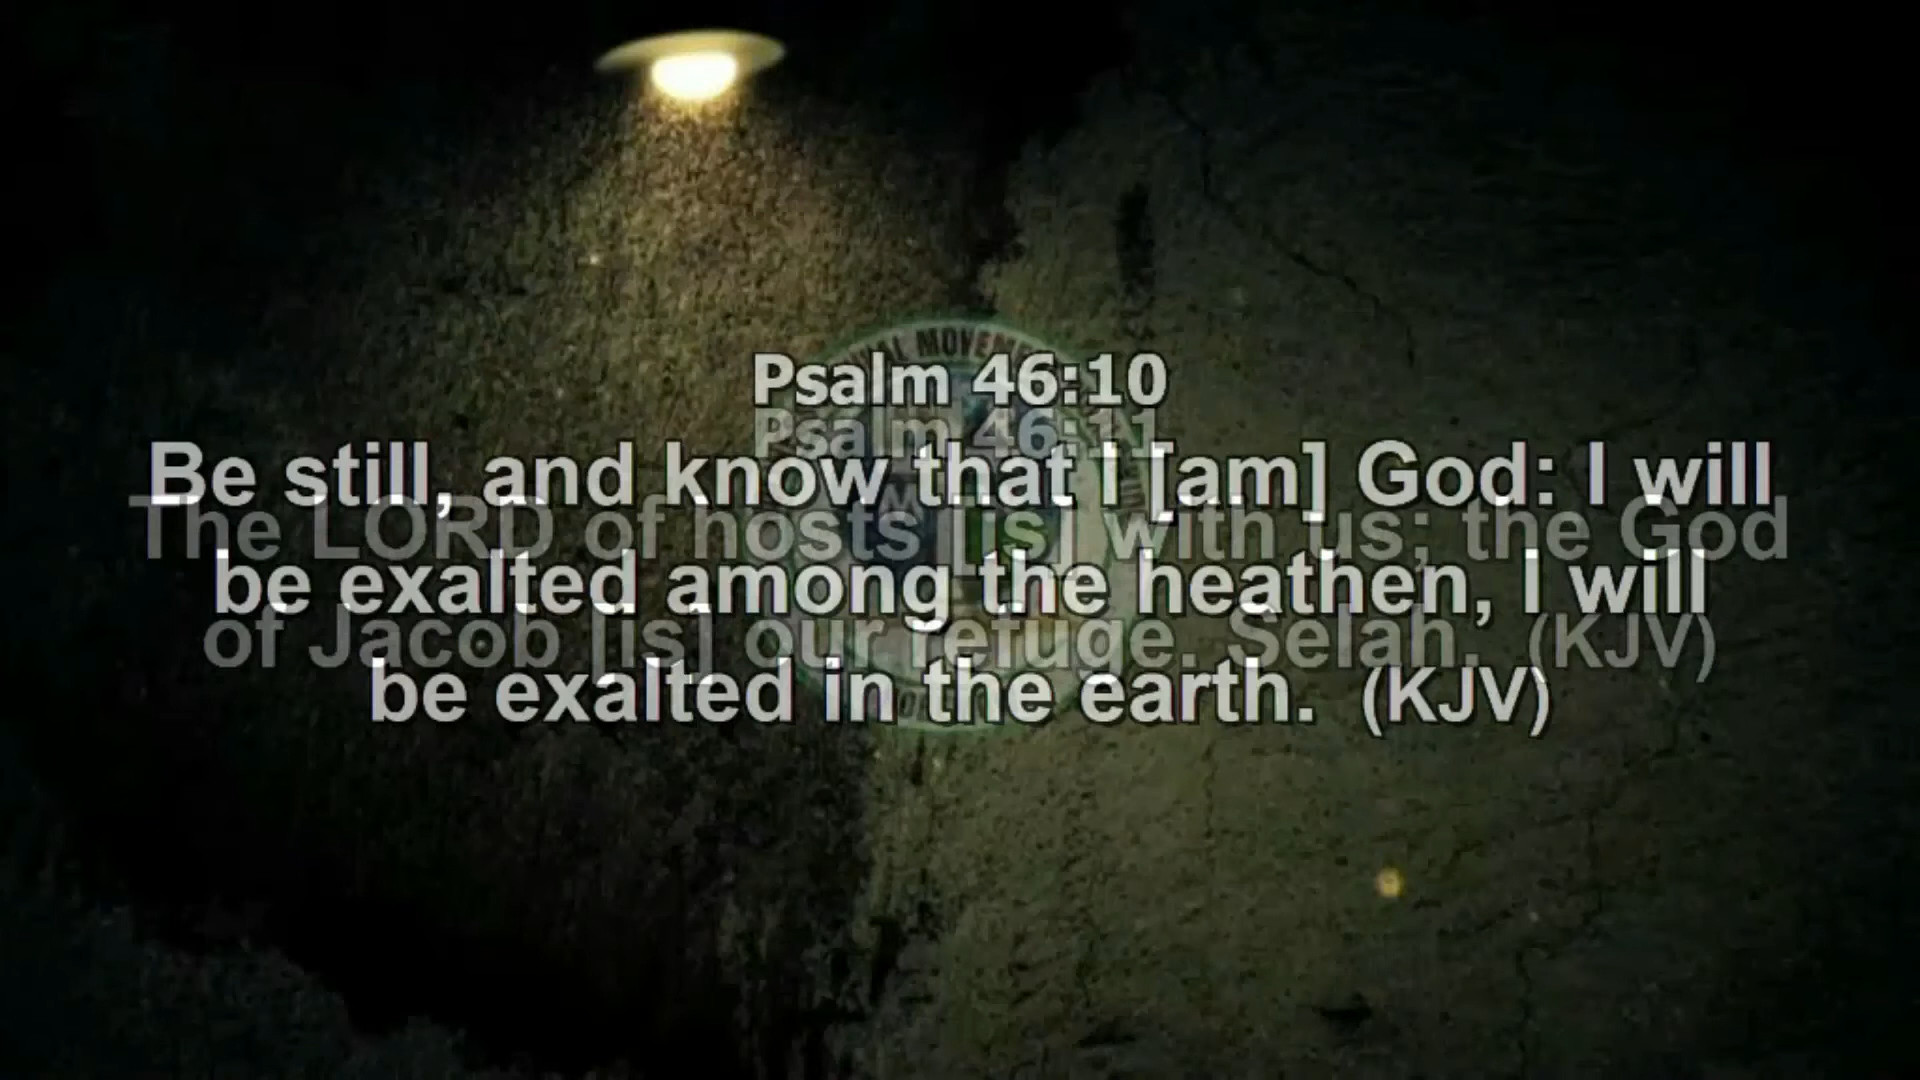 MOVEM
Psalm 46:10
Psalm 46:11
Be still, and know that I [am] God: I will
The LORD of hosts [is] with us; the God
be exalted among the heathen, I will
of Jacob [is] our refuge. Selah. (KJV)
be exalted in the earth. (KJV)